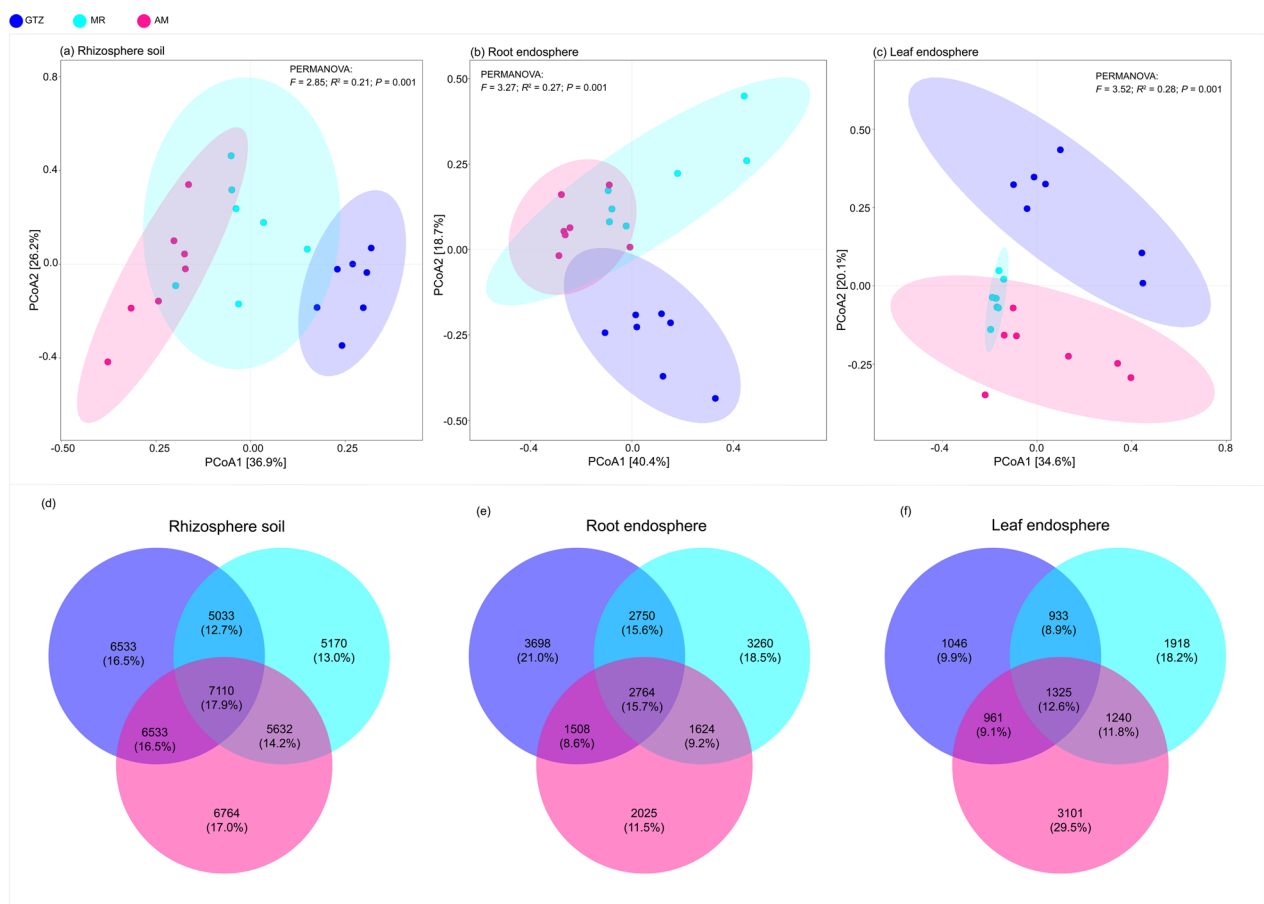 GTZ MR AM
(a) Rhizosphere soil
PERMANOVA:
F = 2.85; R² = 0.21; P = 0.001
0.8
0.4
0.0
-0.4
PCoA2 [26.2%]
-0.50 0.25 0.00 0.25
PCoA1 [36.9%]
(b) Root endosphere
PERMANOVA:
F = 3.27; R² = 0.27; P = 0.001
0.50
0.25
0.00
-0.25
-0.50
PCoA2 [18.7%]
-0.4 0.0 0.4
PCoA1 [40.4%]
(c) Leaf endosphere
PERMANOVA:
F = 3.52; R² = 0.28; P = 0.001
0.50
0.25
0.00
-0.25
PCoA2 [20.1%]
-0.4 0.0 0.4 0.8
PCoA1 [34.6%]
(d)
Rhizosphere soil
6533
(16.5%)
5033
(12.7%)
5170
(13.0%)
7110
(17.9%)
6533
(16.5%)
5632
(14.2%)
6764
(17.0%)
(e)
Root endosphere
3698
(21.0%)
2750
(15.6%)
3260
(18.5%)
2764
(15.7%)
1508
(8.6%)
1624
(9.2%)
2025
(11.5%)
(f)
Leaf endosphere
1046
(9.9%)
933
(8.9%)
1918
(18.2%)
1325
(12.6%)
961
(9.1%)
1240
(11.8%)
3101
(29.5%)